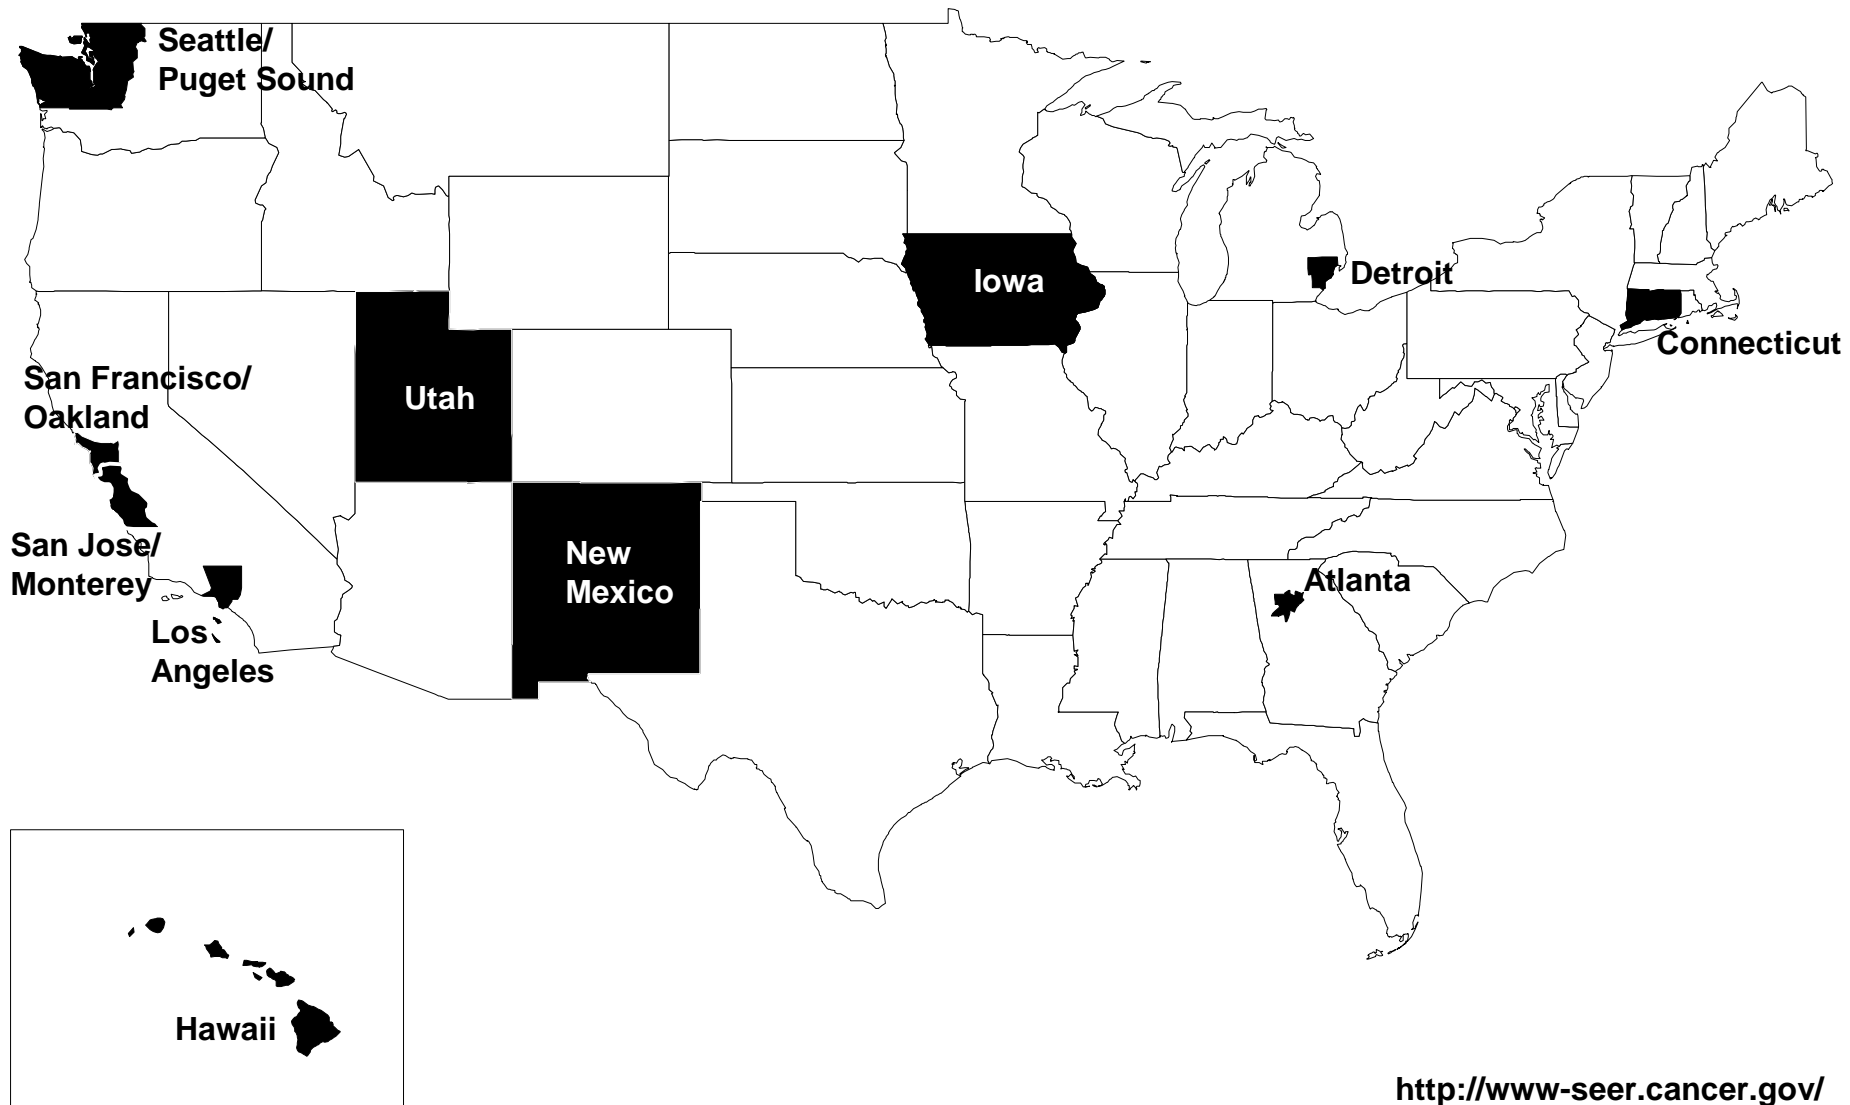 Seattle/
Puget Sound
Iowa
Detroit
Connecticut
San Francisco/
Oakland
Utah
San Jose/
Monterey
New
Mexico
Atlanta
Los
Angeles
Hawaii
http://www-seer.cancer.gov/